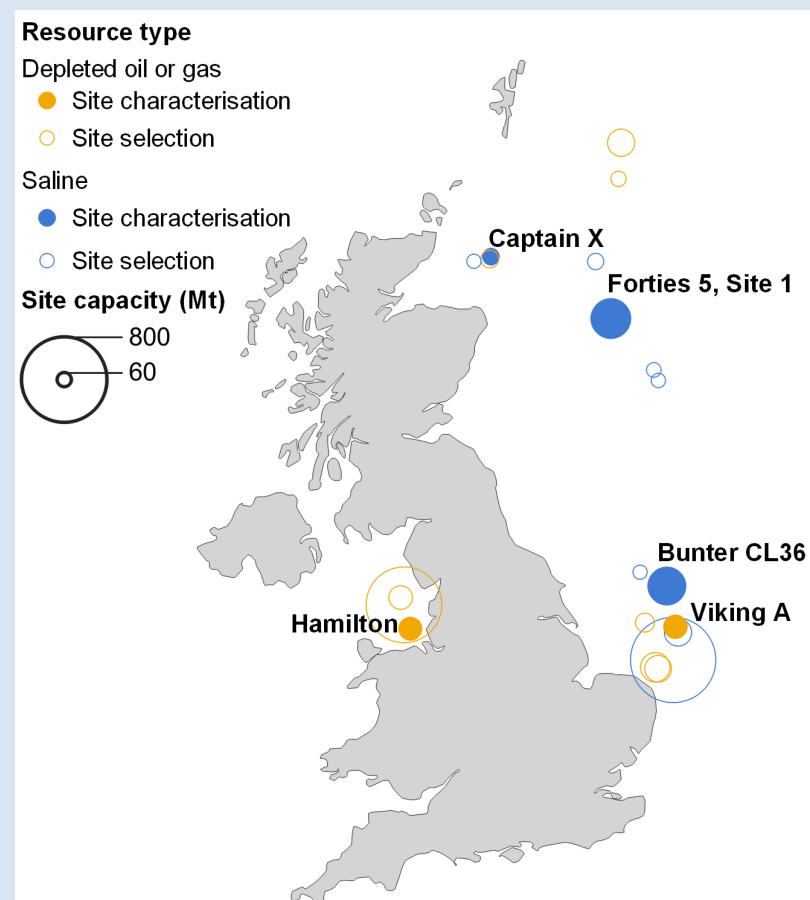 Resource type
Depleted oil or gas
Site characterisation
Site selection
Saline
Site characterisation
Site selection
Site capacity (Mt)
800
60
Captain X
Forties 5, Site 1
Bunter CL36
Viking A
Hamilton